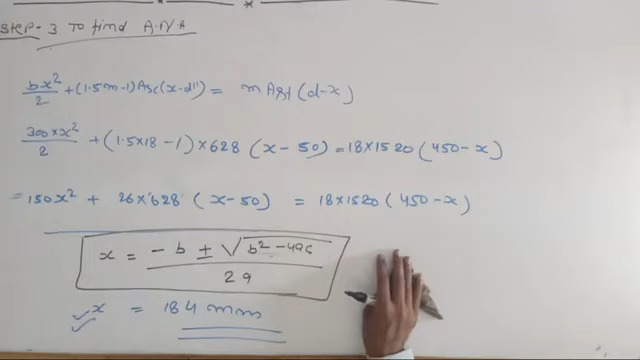 Step-3 To find A.N/A
bx²/2 + (1.5m-1)Asc(x-d'') = mAst(d-x)
300×x²/2 + (1.5×18-1)×628 (x-50) = 18×1520(450-x)
= 150x² + 26×628 (x-50) = 18×1520(450-x)
x = -b ± √b²-4ac / 2a
x = 184 mm